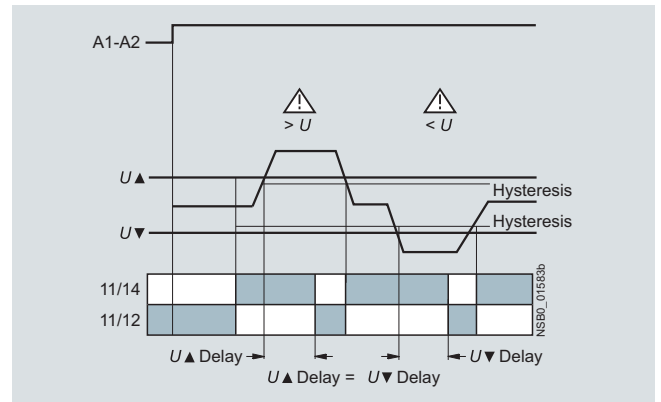 A1-A2
> U
< U
U▲
Hysteresis
Hysteresis
U▼
11/14
11/12
NSB0_01583b
U▲Delay
U▼Delay
U▲Delay = U▼Delay